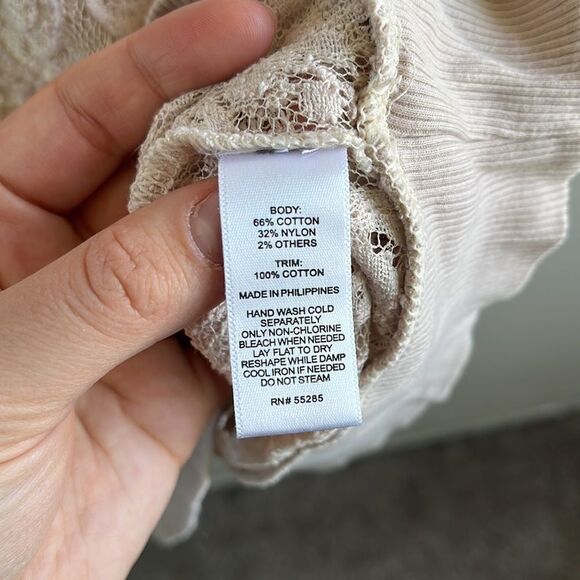 BODY:
66% COTTON
32% NYLON
2% OTHERS
TRIM:
100% COTTON
MADE IN PHILIPPINES
HAND WASH COLD
SEPARATELY
ONLY NON-CHLORINE
BLEACH WHEN NEEDED
LAY FLAT TO DRY
RESHAPE WHILE DAMP
COOL IRON IF NEEDED
DO NOT STEAM
RN# 55285